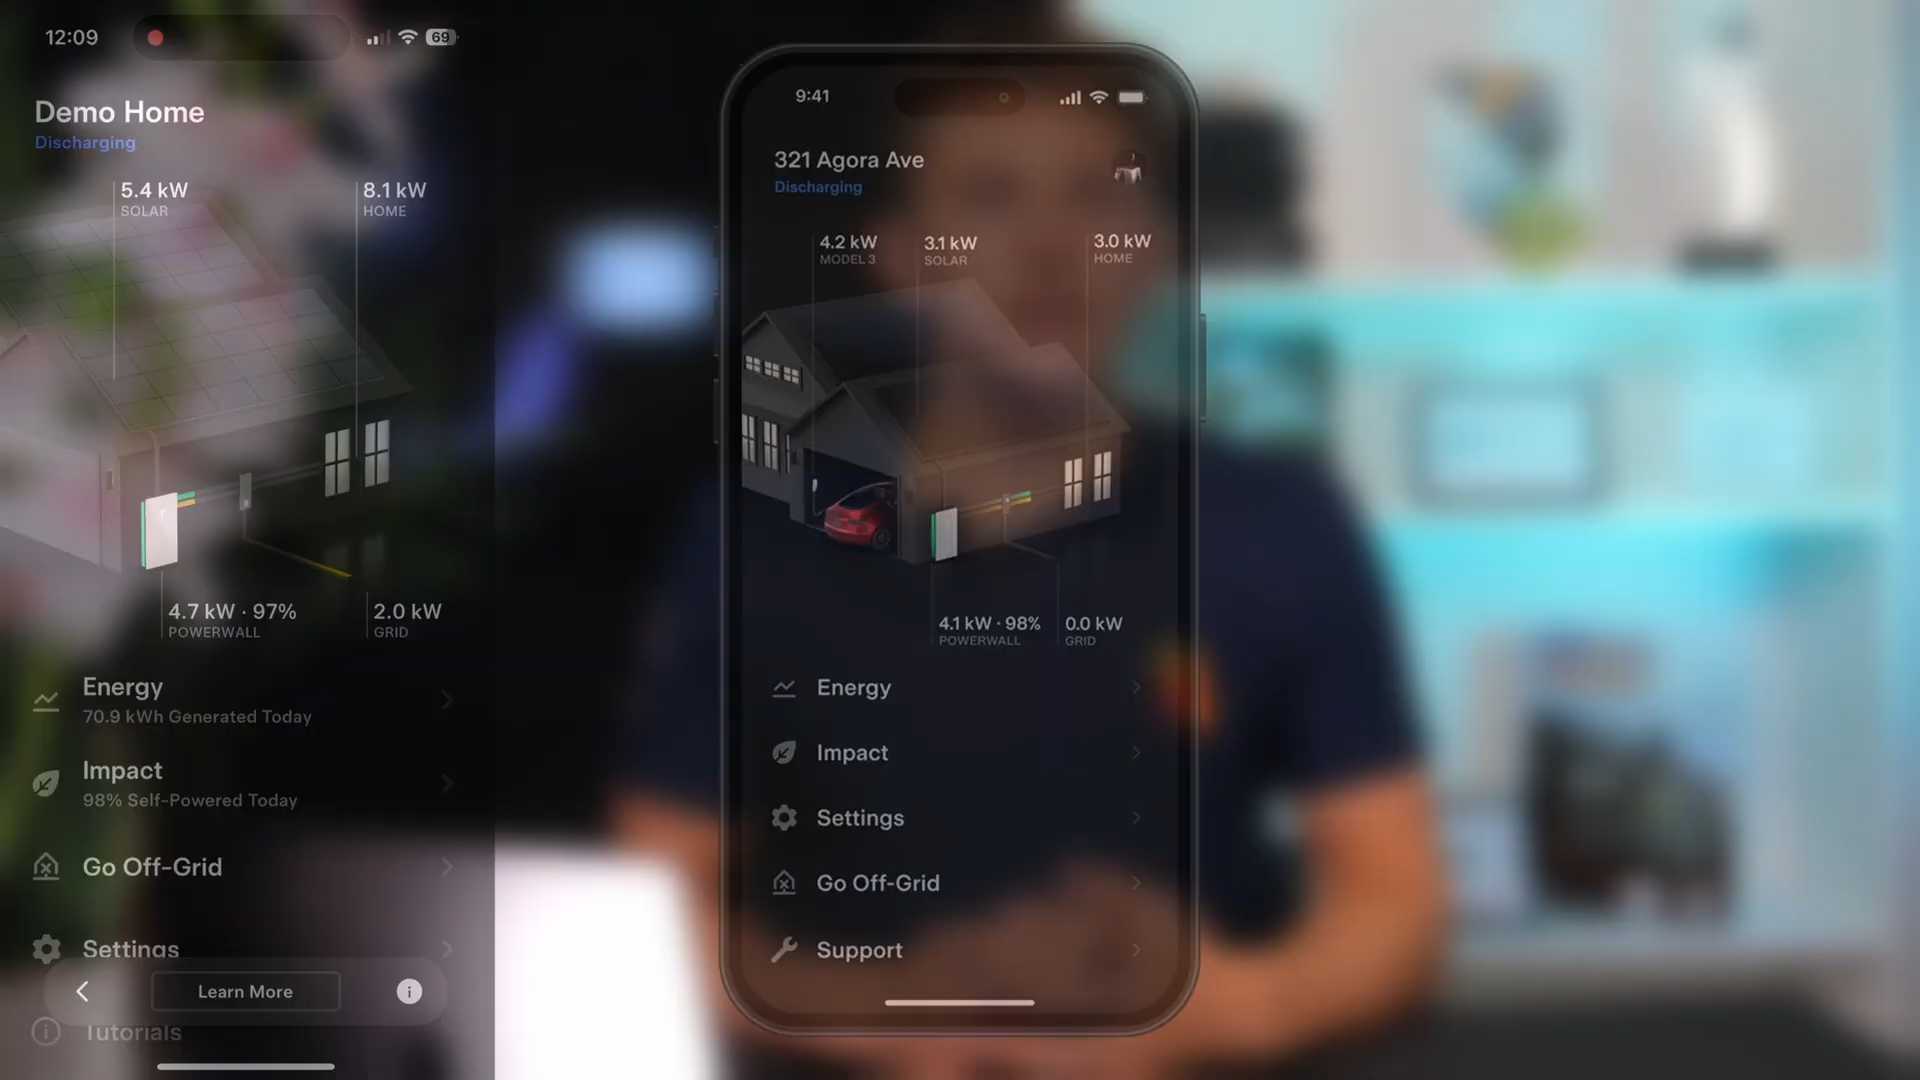 12:09
69
Demo Home
Discharging
5.4 kW
SOLAR
8.1 kW
HOME
4.7 kW · 97%
POWERWALL
2.0 kW
GRID
Energy
70.9 kWh Generated Today
Impact
98% Self-Powered Today
Go Off-Grid
Settings
Learn More
Tutorials
9:41
321 Agora Ave
Discharging
4.2 kW
MODEL 3
3.1 kW
SOLAR
3.0 kW
HOME
4.1 kW · 98%
POWERWALL
0.0 kW
GRID
Energy
Impact
Settings
Go Off-Grid
Support